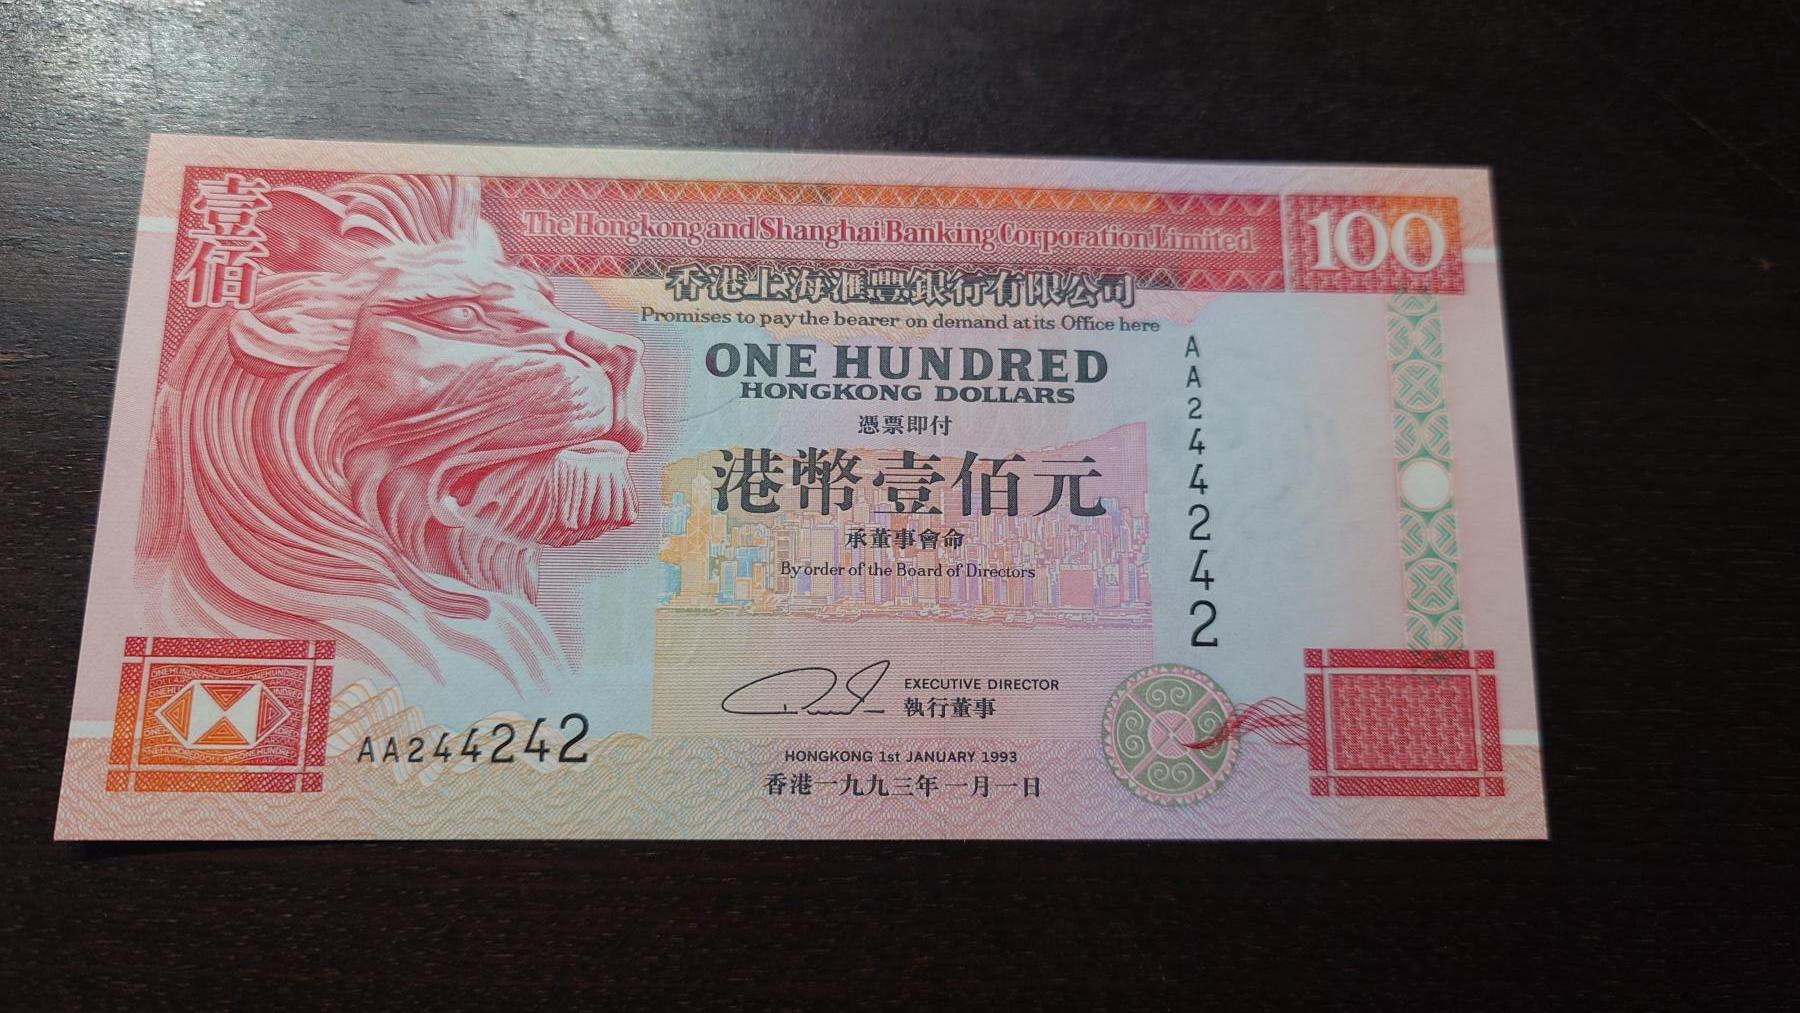 壹佰
The Hongkong and Shanghai Banking Corporation Limited
100
香港上海滙豐銀行有限公司
Promises to pay the bearer on demand at its Office here
ONE HUNDRED
HONGKONG DOLLARS
憑票即付
港幣壹佰元
承董事會命
By order of the Board of Directors
AA244242
EXECUTIVE DIRECTOR
執行董事
AA244242
HONGKONG 1st JANUARY 1993
香港一九九三年一月一日